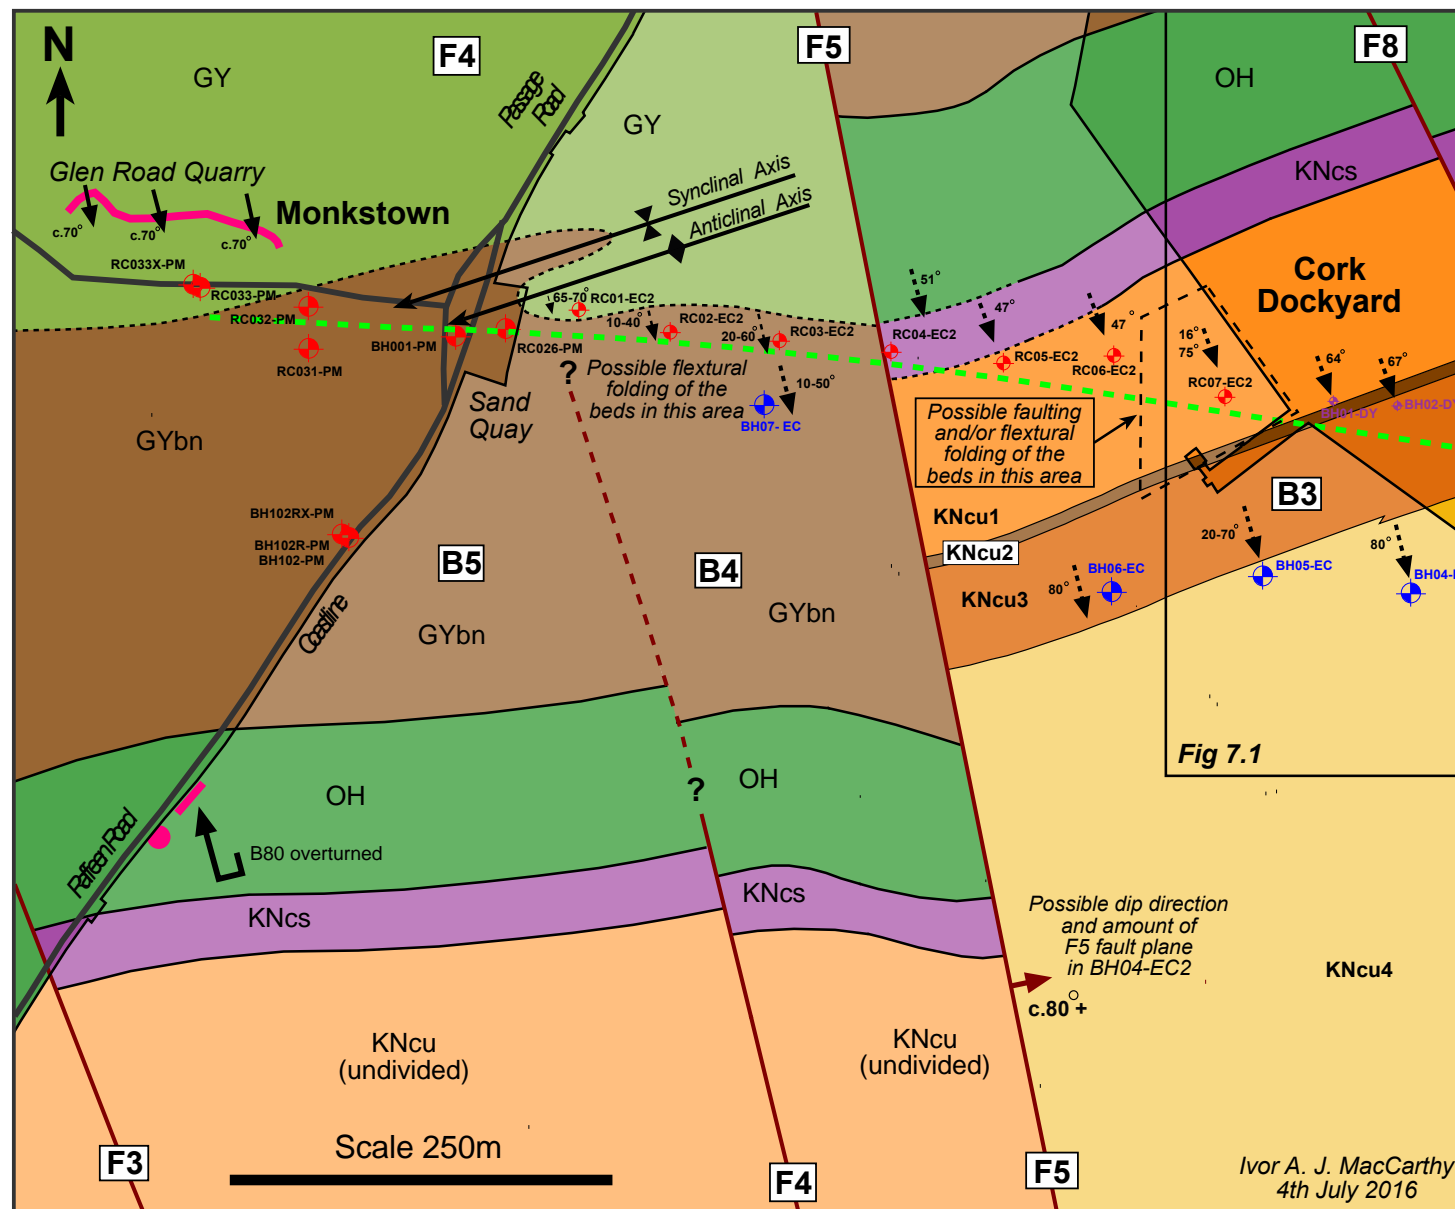 N
F4
F5
F8
GY
GY
OH
Passage
Road
Glen Road Quarry
Monkstown
c.70°
c.70°
c.70°
Synclinal Axis
Anticlinal Axis
KNcs
Cork
Dockyard
RC033X-PM
RC033-PM
RC032-PM
RC031-PM
BH001-PM
RC026-PM
65-70°
RC01-EC2
10-40°
RC02-EC2
20-60°
RC03-EC2
51°
RC04-EC2
47°
RC05-EC2
47°
RC06-EC2
16°
75°
RC07-EC2
64°
BH01-DY
67°
BH02-DY
?
Possible flextural
folding of the
beds in this area
10-50°
BH07- EC
Sand
Quay
GYbn
Possible faulting
and/or flextural
folding of the
beds in this area
KNcu1
KNcu2
KNcu3
B3
20-70°
BH05-EC
80°
BH04-
80°
BH06-EC
BH102RX-PM
BH102R-PM
BH102-PM
B5
B4
GYbn
GYbn
Coastline
Fig 7.1
OH
?
OH
Raffeen Road
B80 overturned
KNcs
KNcs
Possible dip direction
and amount of
F5 fault plane
in BH04-EC2
c.80°+
KNcu4
KNcu
(undivided)
KNcu
(undivided)
Scale 250m
F3
F4
F5
Ivor A. J. MacCarthy
4th July 2016